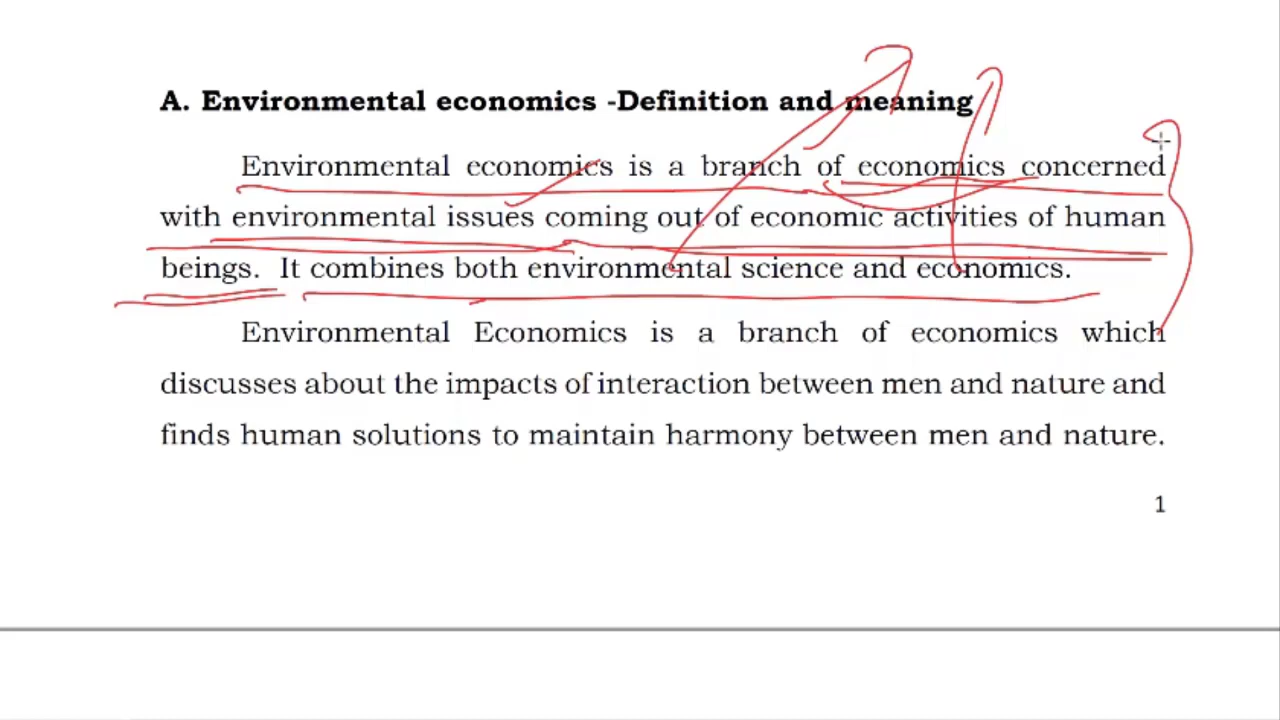 A. Environmental economics -Definition and meaning
Environmental economics is a branch of economics concerned
with environmental issues coming out of economic activities of human
beings. It combines both environmental science and economics.
Environmental Economics is a branch of economics which
discusses about the impacts of interaction between men and nature and
finds human solutions to maintain harmony between men and nature.
1